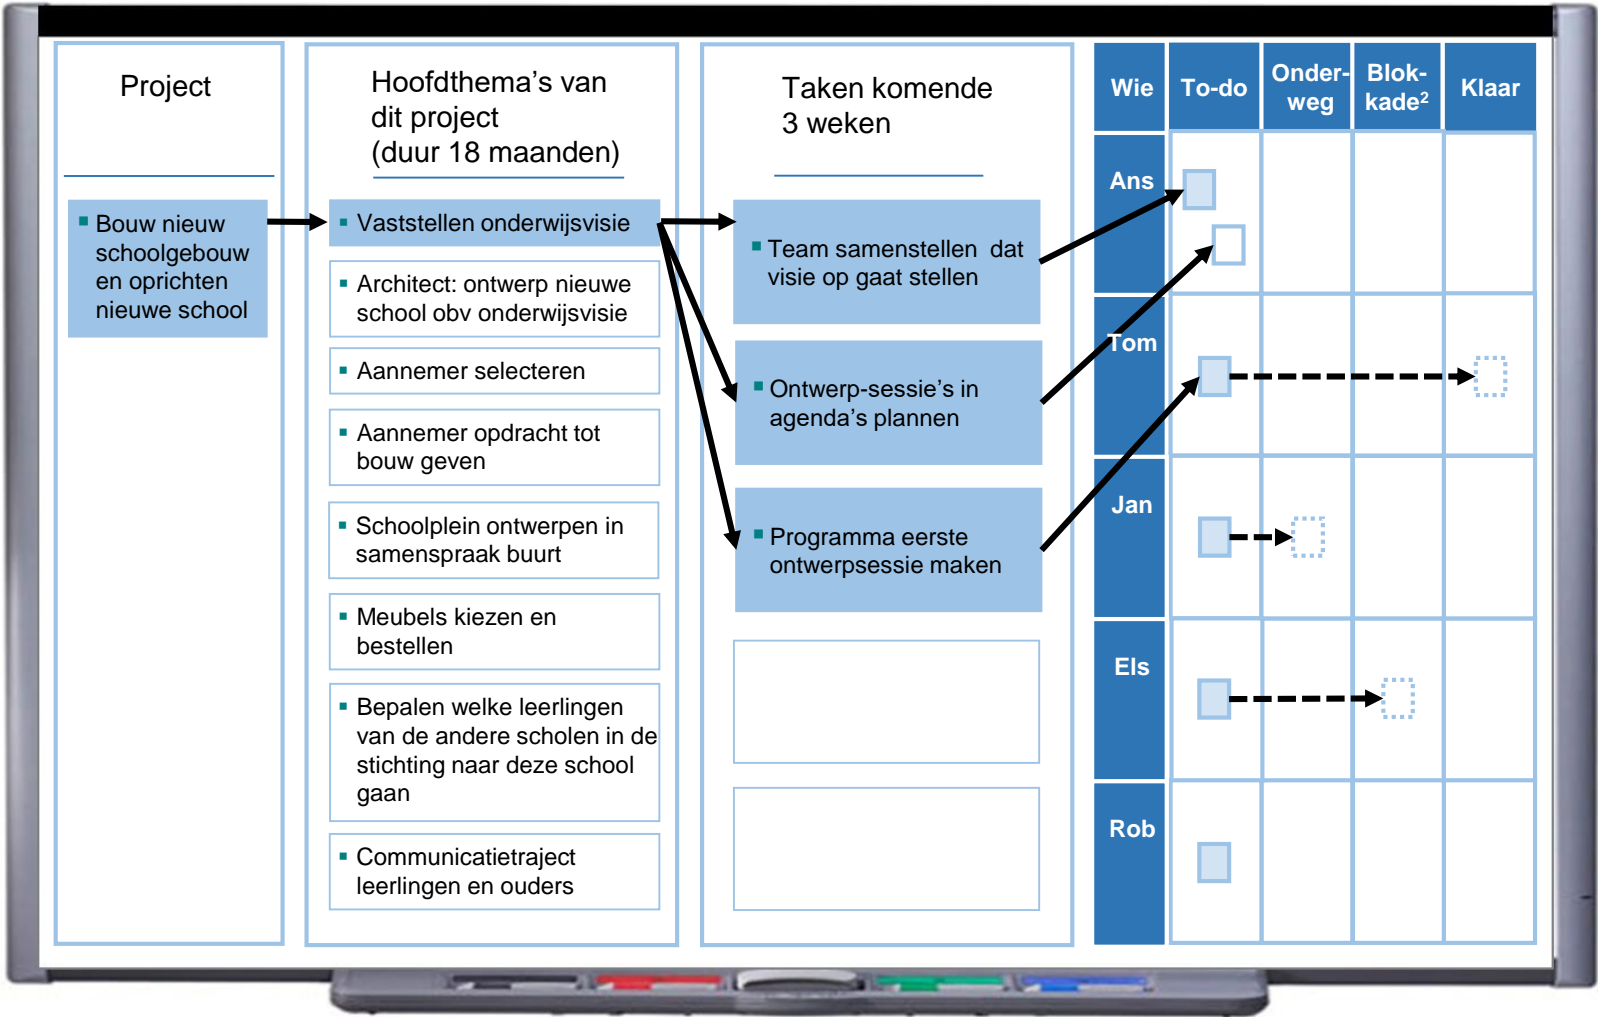 Project
Bouw nieuw
schoolgebouw
en oprichten
nieuwe school
Hoofdthema's van
dit project
(duur 18 maanden)
Vaststellen onderwijsvisie
Architect: ontwerp nieuwe
school obv onderwijsvisie
Aannemer selecteren
Aannemer opdracht tot
bouw geven
Schoolplein ontwerpen in
samenspraak buurt
Meubels kiezen en
bestellen
Bepalen welke leerlingen
van de andere scholen in de
stichting naar deze school
gaan
Communicatietraject
leerlingen en ouders
Taken komende
3 weken
Team samenstellen dat
visie op gaat stellen
Ontwerp-sessie's in
agenda's plannen
Programma eerste
ontwerpsessie maken
Wie
To-do
Onder-
weg
Blok-
kade²
Klaar
Ans
Tom
Jan
Els
Rob